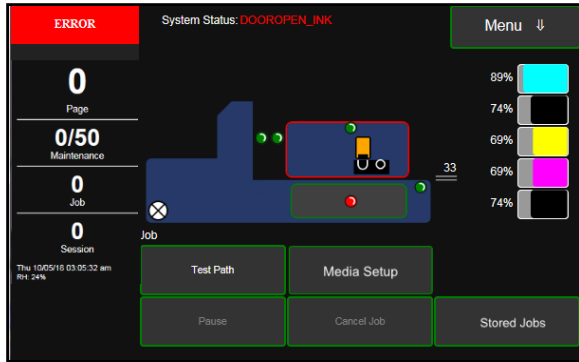 ERROR
System Status: DOOROPEN_INK
Menu ⇓
0
Page
0/50
Maintenance
0
Job
0
Session
Thu 10/05/18 03:05:32 am
RH: 24%
89%
74%
69%
69%
74%
33
Job
Test Path
Media Setup
Pause
Cancel Job
Stored Jobs